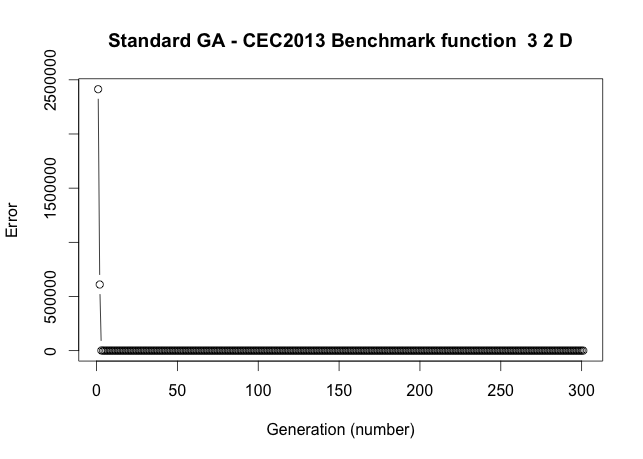 Standard GA - CEC2013 Benchmark function  3 2 D
Error
2500000
1500000
500000
0
0 50 100 150 200 250 300
Generation (number)